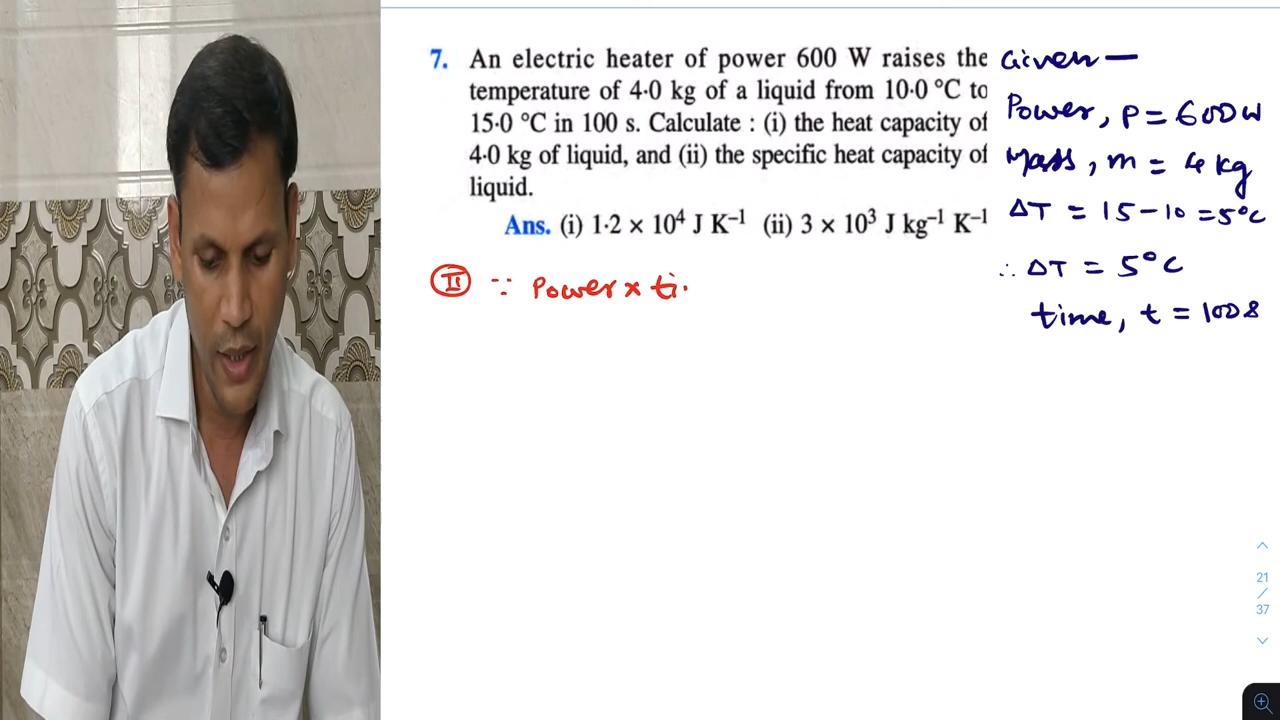 7. An electric heater of power 600 W raises the
temperature of 4·0 kg of a liquid from 10·0 °C to
15·0 °C in 100 s. Calculate : (i) the heat capacity of
4·0 kg of liquid, and (ii) the specific heat capacity of
liquid.
Ans. (i) 1·2 × 10⁴ J K⁻¹ (ii) 3 × 10³ J kg⁻¹ K⁻¹
Given —
Power, P = 600 W
Mass, m = 4 kg
ΔT = 15 - 10 = 5°C
∴ ΔT = 5°C
time, t = 100 s
II ∵ Power × ti
21
/
37